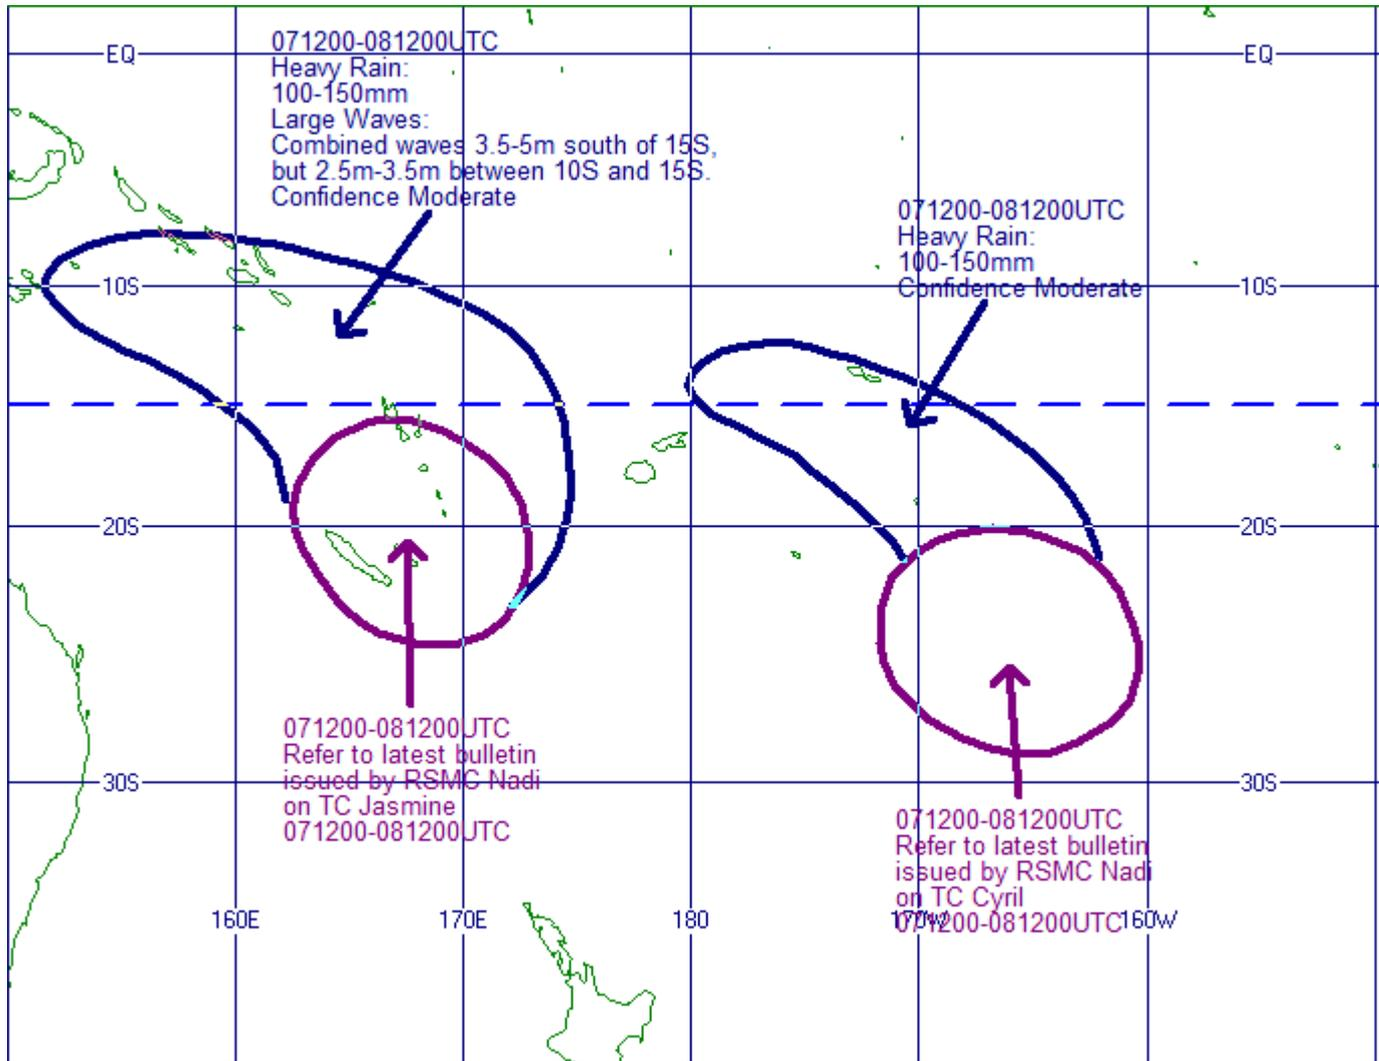 EQ
EQ
071200-081200UTC
Heavy Rain:
100-150mm
Large Waves:
Combined waves 3.5-5m south of 15S,
but 2.5m-3.5m between 10S and 15S.
Confidence Moderate
071200-081200UTC
Heavy Rain:
100-150mm
Confidence Moderate
10S
10S
20S
20S
071200-081200UTC
Refer to latest bulletin
issued by RSMC Nadi
on TC Jasmine
071200-081200UTC
30S
30S
071200-081200UTC
Refer to latest bulletin
issued by RSMC Nadi
on TC Cyril
071200-081200UTC
160E
170E
180
170W
160W